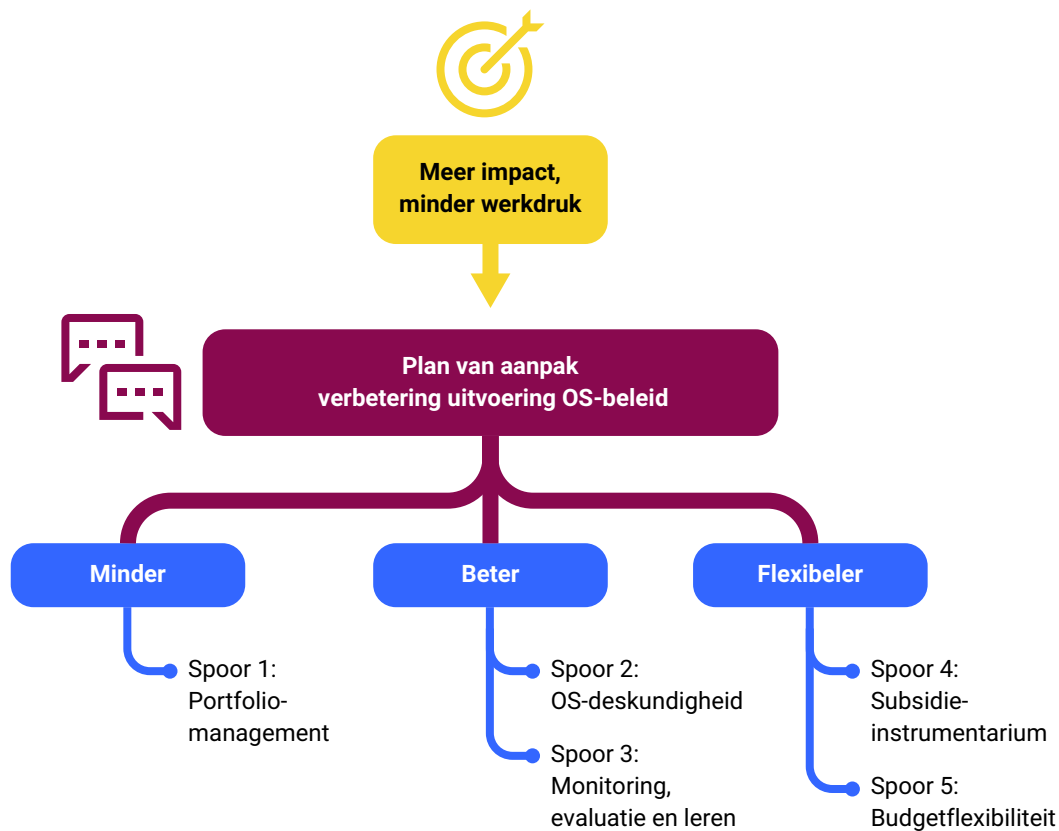 Meer impact,
minder werkdruk
Plan van aanpak
verbetering uitvoering OS-beleid
Minder
Beter
Flexibeler
Spoor 1:
Portfolio-
management
Spoor 2:
OS-deskundigheid
Spoor 3:
Monitoring,
evaluatie en leren
Spoor 4:
Subsidie-
instrumentarium
Spoor 5:
Budgetflexibiliteit